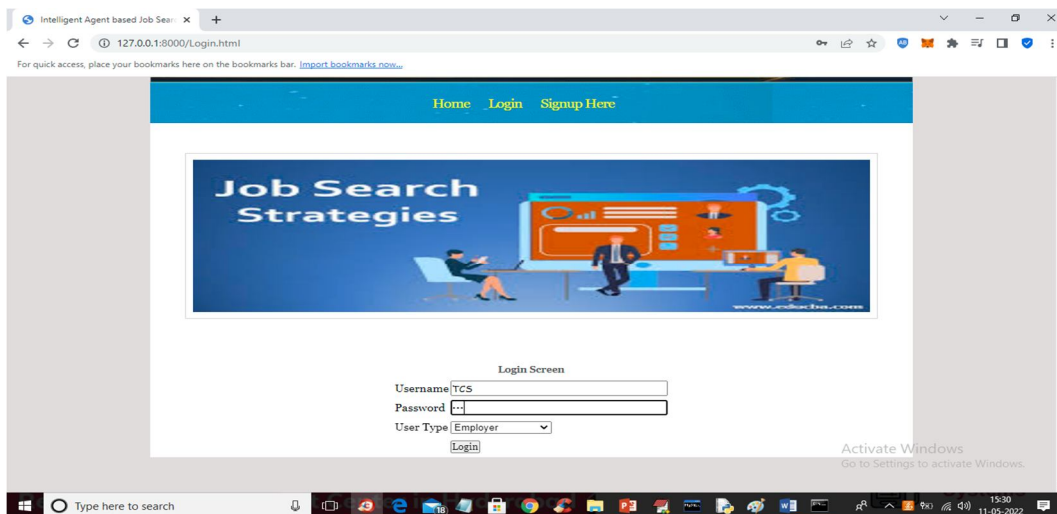 Intelligent Agent based Job Sear
127.0.0.1:8000/Login.html
For quick access, place your bookmarks here on the bookmarks bar. Import bookmarks now...
Home Login Signup Here
Job Search
Strategies
www.educba.com
Login Screen
Username TCS
Password ···
User Type Employer
Login
Activate Windows
Go to Settings to activate Windows.
Type here to search
18
15:30
11-05-2022